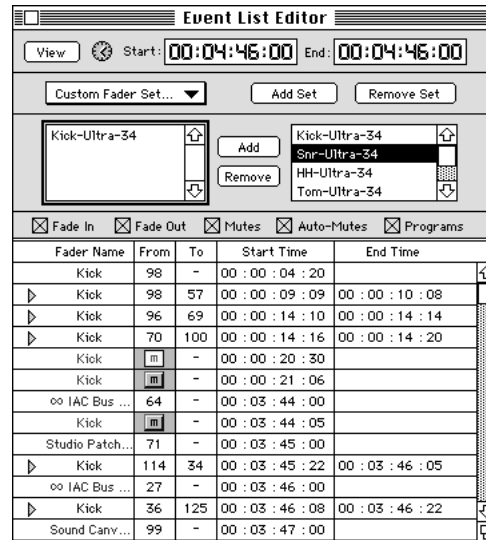 Event List Editor
View Start: 00:04:46:00 End: 00:04:46:00
Custom Fader Set... Add Set Remove Set
Kick-Ultra-34
Add
Remove
Kick-Ultra-34
Snr-Ultra-34
HH-Ultra-34
Tom-Ultra-34
Fade In Fade Out Mutes Auto-Mutes Programs
Fader Name From To Start Time End Time
Kick 98 - 00 : 00 : 04 : 20
Kick 98 57 00 : 00 : 09 : 09 00 : 00 : 10 : 08
Kick 96 69 00 : 00 : 14 : 10 00 : 00 : 14 : 14
Kick 70 100 00 : 00 : 14 : 16 00 : 00 : 14 : 20
Kick m - 00 : 00 : 20 : 30
Kick m - 00 : 00 : 21 : 06
∞ IAC Bus ... 64 - 00 : 03 : 44 : 00
Kick m - 00 : 03 : 44 : 05
Studio Patch... 71 - 00 : 03 : 45 : 00
Kick 114 34 00 : 03 : 45 : 22 00 : 03 : 46 : 05
∞ IAC Bus ... 27 - 00 : 03 : 46 : 00
Kick 36 125 00 : 03 : 46 : 08 00 : 03 : 46 : 22
Sound Canv... 99 - 00 : 03 : 47 : 00